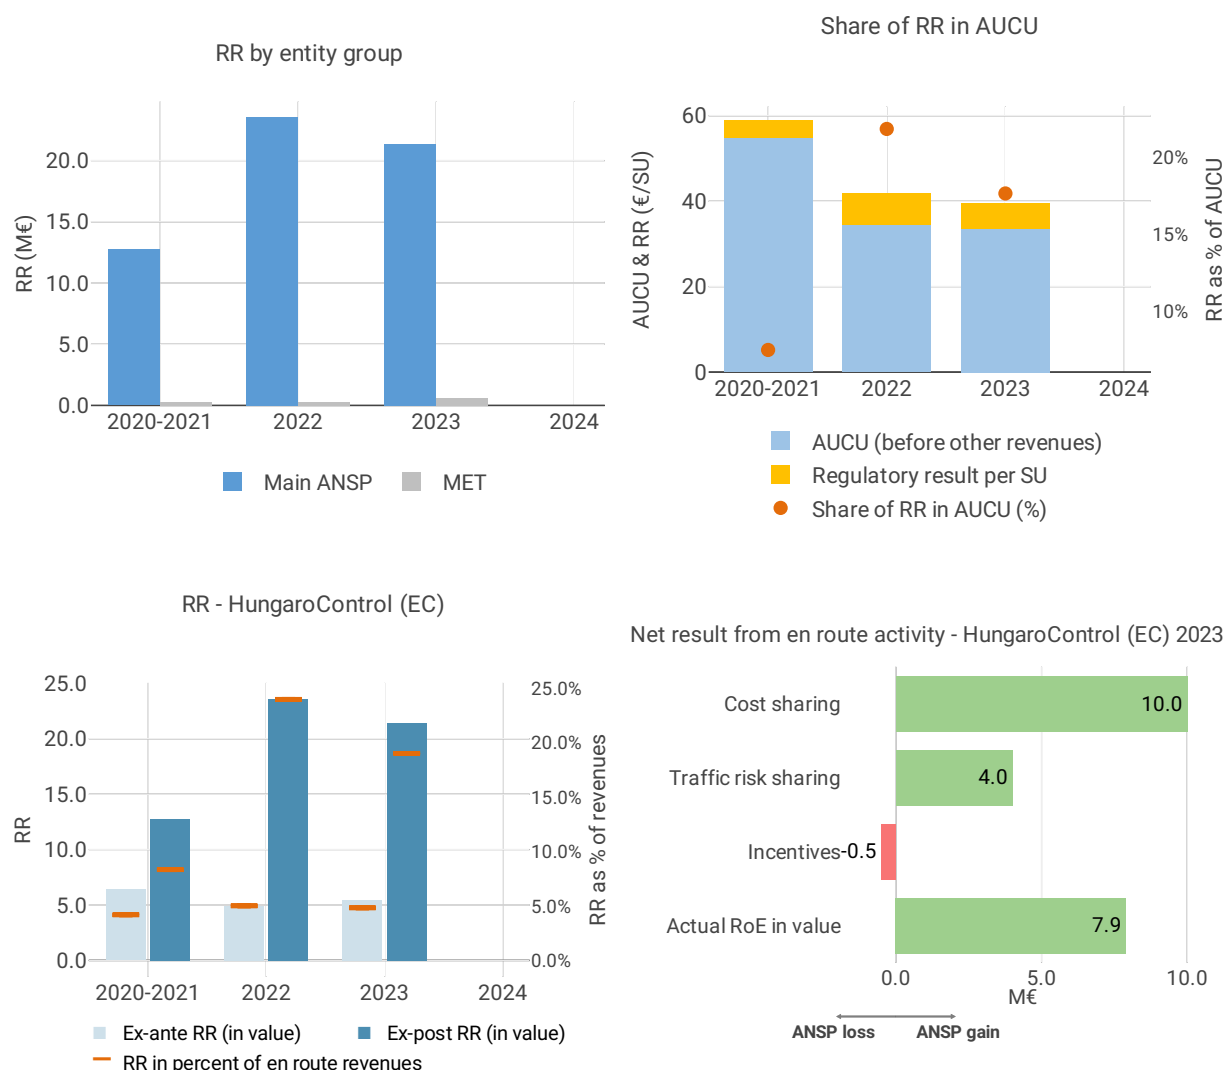 RR by entity group
RR (M€)
20.0
15.0
10.0
5.0
0.0
2020-2021 2022 2023 2024
Main ANSP MET
Share of RR in AUCU
AUCU & RR (€/SU)
60
40
20
0
20%
15%
10%
RR as % of AUCU
2020-2021 2022 2023 2024
AUCU (before other revenues)
Regulatory result per SU
Share of RR in AUCU (%)
RR - HungaroControl (EC)
RR
25.0
20.0
15.0
10.0
5.0
0.0
25.0%
20.0%
15.0%
10.0%
5.0%
0.0%
RR as % of revenues
2020-2021 2022 2023 2024
Ex-ante RR (in value) Ex-post RR (in value)
RR in percent of en route revenues
Net result from en route activity - HungaroControl (EC) 2023
Cost sharing 10.0
Traffic risk sharing 4.0
Incentives -0.5
Actual RoE in value 7.9
0.0 5.0 10.0
M€
ANSP loss ANSP gain